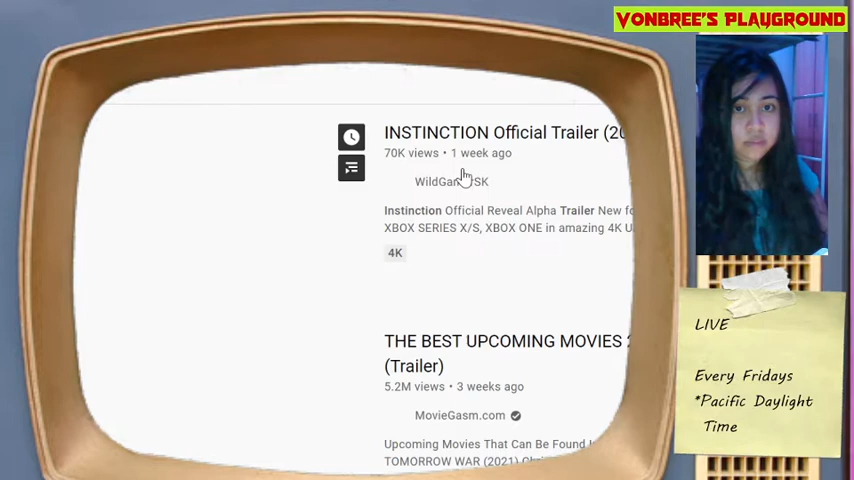 VONBREE'S PLAYGROUND
INSTINCTION Official Trailer (20
70K views • 1 week ago
Instinction Official Reveal Alpha Trailer New fo
XBOX SERIES X/S, XBOX ONE in amazing 4K U
4K
THE BEST UPCOMING MOVIES 2
(Trailer)
5.2M views • 3 weeks ago
MovieGasm.com
Upcoming Movies That Can Be Found I
TOMORROW WAR (2021)
LIVE
Every Fridays
*Pacific Daylight
Time